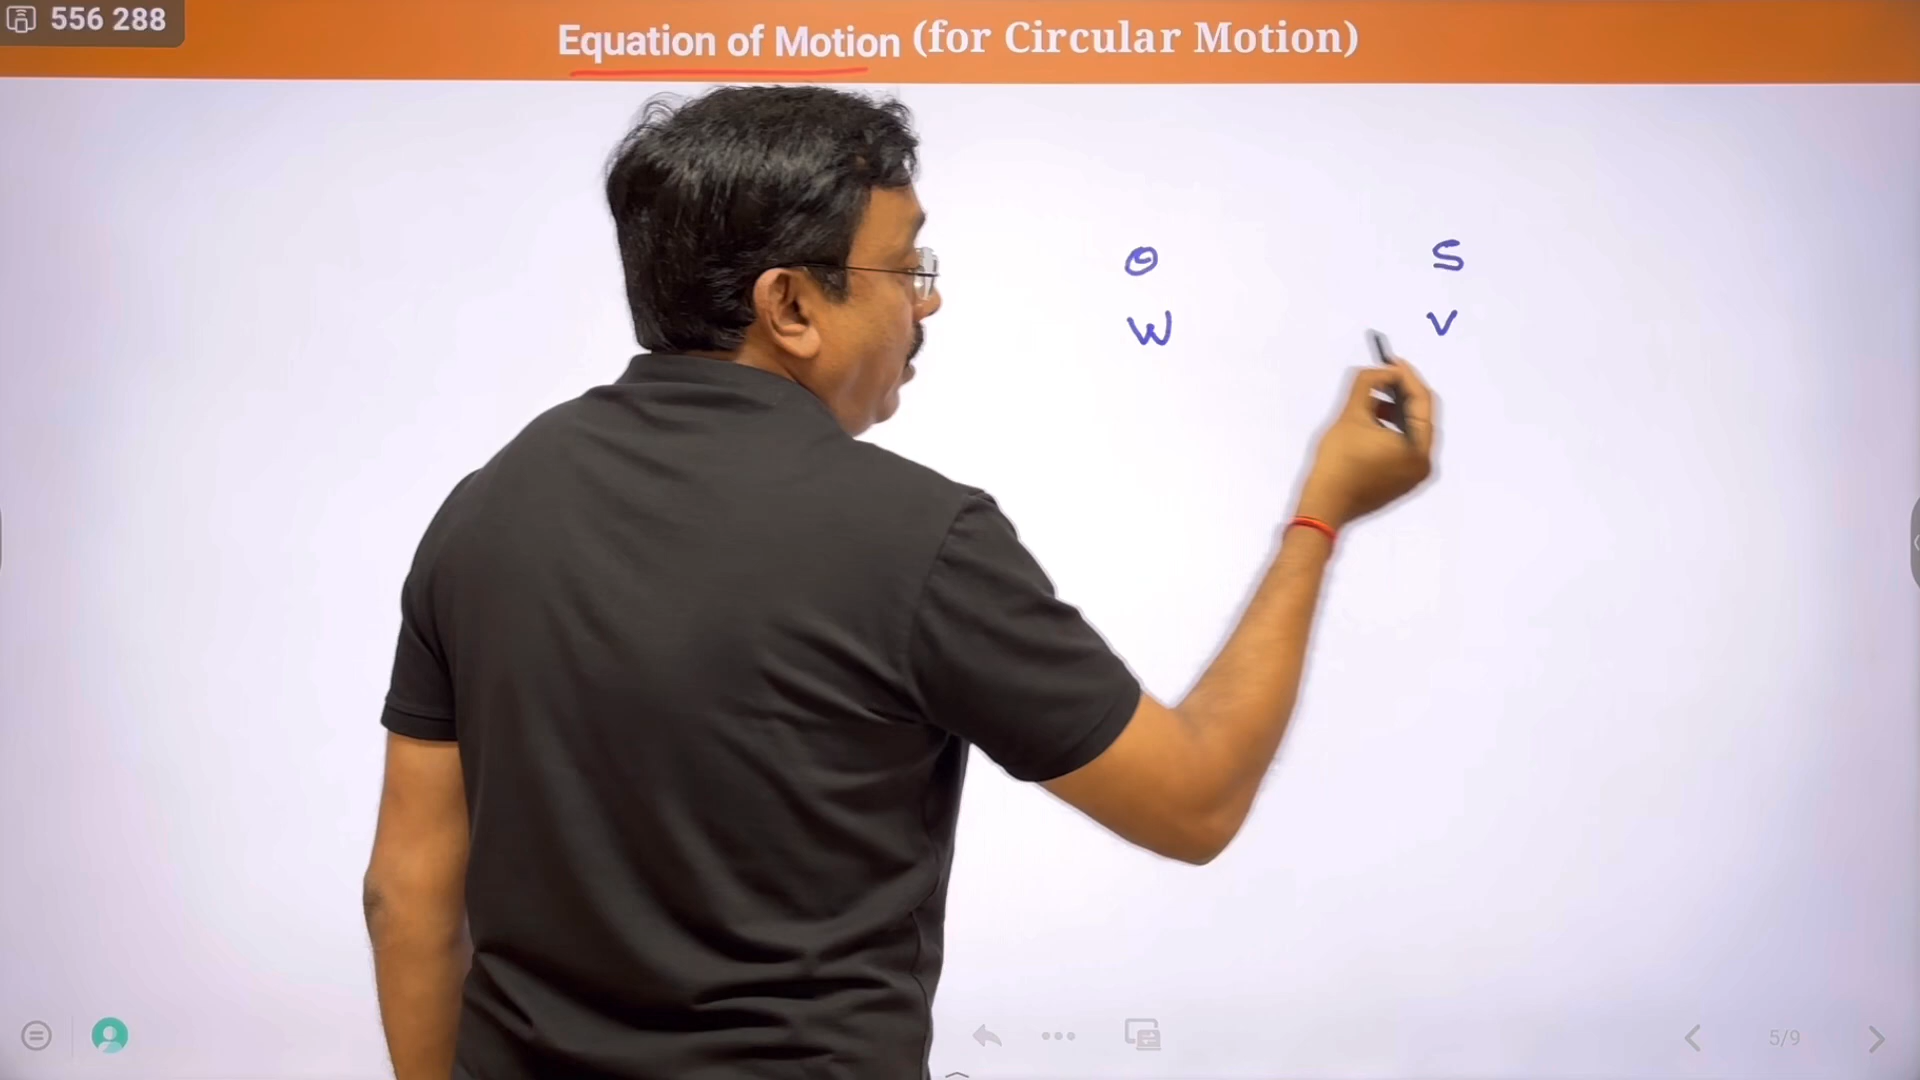 556 288
Equation of Motion (for Circular Motion)
θ S
W V
5/9